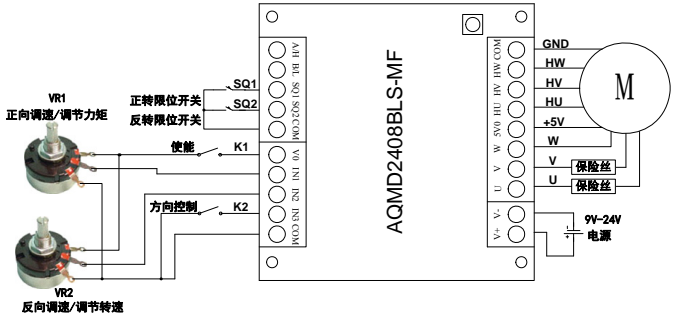 VR1
正向调速/调节力矩
VR2
反向调速/调节转速
正转限位开关
反转限位开关
SQ1
SQ2
使能
K1
方向控制
K2
A/H
B/L
SQ1
SQ2
COM
V0
IN1
IN2
IN3
COM
AQMD2408BLS-MF
COM
HW
HV
HU
5V0
W
V
U
V-
V+
GND
HW
HV
HU
+5V
W
V
U
保险丝
保险丝
M
9V-24V
电源